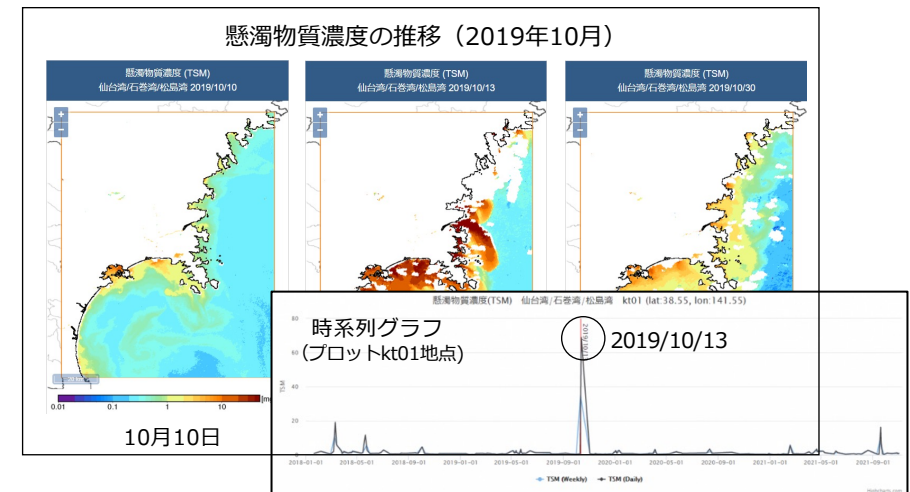 懸濁物質濃度の推移（2019年10月）
懸濁物質濃度 (TSM)
仙台湾/石巻湾/松島湾 2019/10/10
懸濁物質濃度 (TSM)
仙台湾/石巻湾/松島湾 2019/10/13
懸濁物質濃度 (TSM)
仙台湾/石巻湾/松島湾 2019/10/30
+
−
+
−
+
−
0.01 0.1 1 10
10月10日
懸濁物質濃度(TSM) 仙台湾/石巻湾/松島湾 kt01 (lat:38.55, lon:141.55)
時系列グラフ
(プロットkt01地点)
2019/10/13
TSM
80
60
40
20
0
2018-01-01 2018-05-01 2018-09-01 2019-01-01 2019-05-01 2019-09-01 2020-01-01 2020-05-01 2020-09-01 2021-01-01 2021-05-01 2021-09-01
TSM (Weekly) TSM (Daily)
Highcharts.com